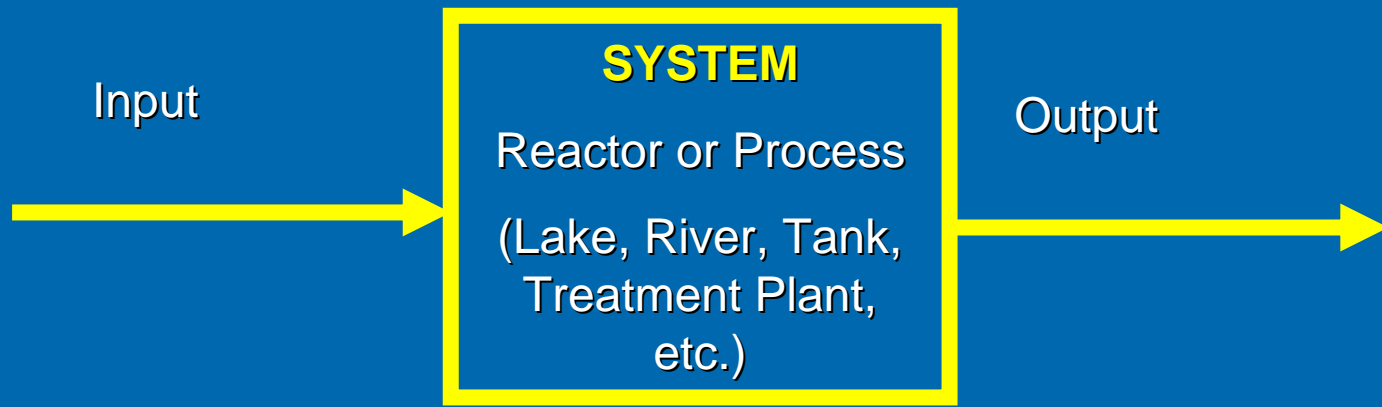 Input
SYSTEM
Reactor or Process
(Lake, River, Tank,
Treatment Plant,
etc.)
Output